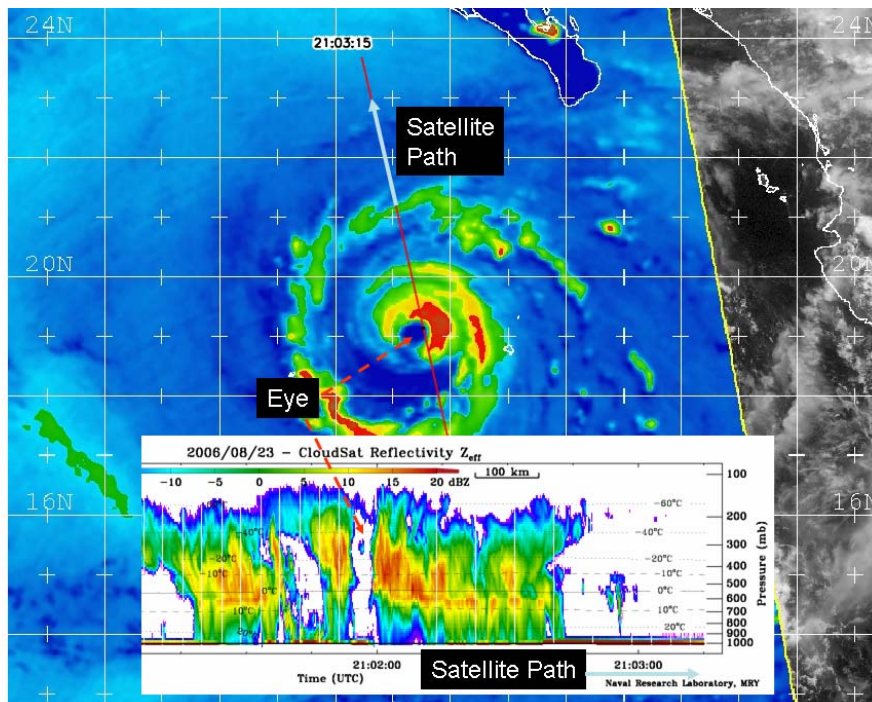 24N
21:03:15
Satellite
Path
20N
20N
Eye
2006/08/23 - CloudSat Reflectivity Zeff
-10 -5 0 5 10 15 20 dBZ
100 km
100
-60°C
16N
200
-40°C
-40°C
300
-20°C
-20°C
400
-10°C
-10°C
500
0°C
0°C
600
700
10°C
10°C
800
20°C
900
1000
Pressure (mb)
21:02:00
21:03:00
Satellite Path
Time (UTC)
Naval Research Laboratory, MRY